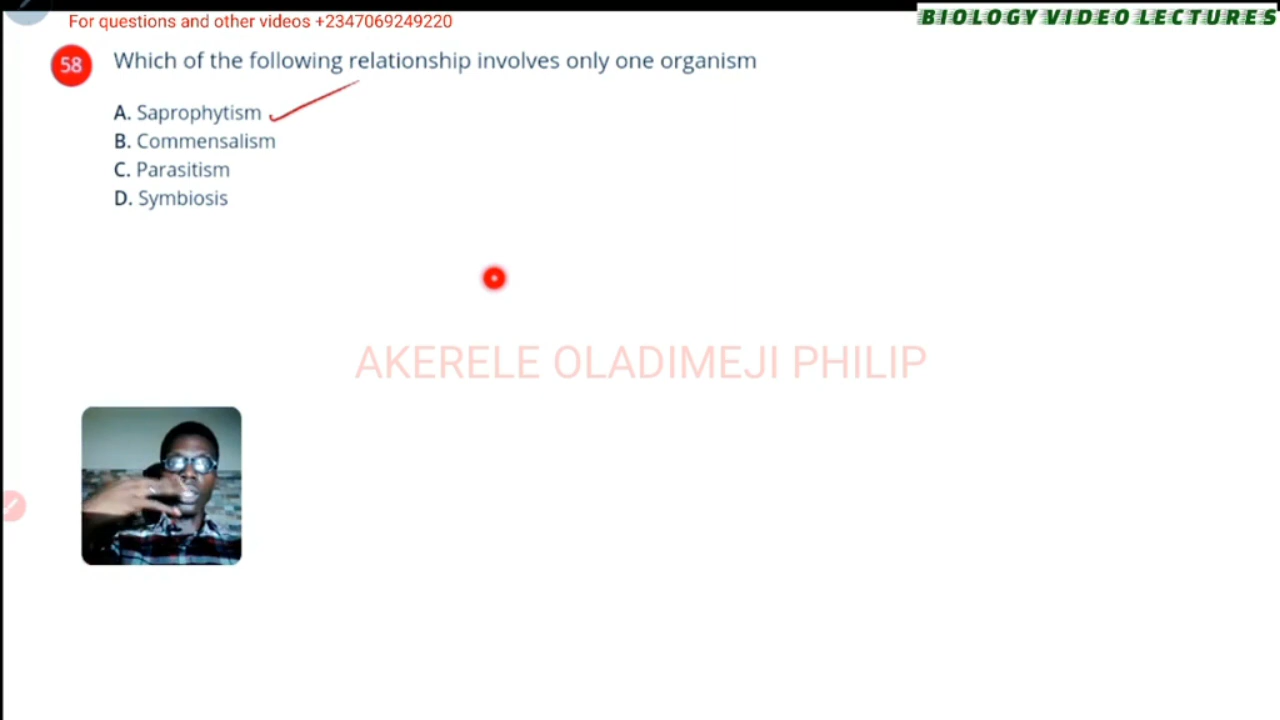 For questions and other videos +2347069249220
BIOLOGY VIDEO LECTURES
58 Which of the following relationship involves only one organism
A. Saprophytism
B. Commensalism
C. Parasitism
D. Symbiosis
AKERELE OLADIMEJI PHILIP